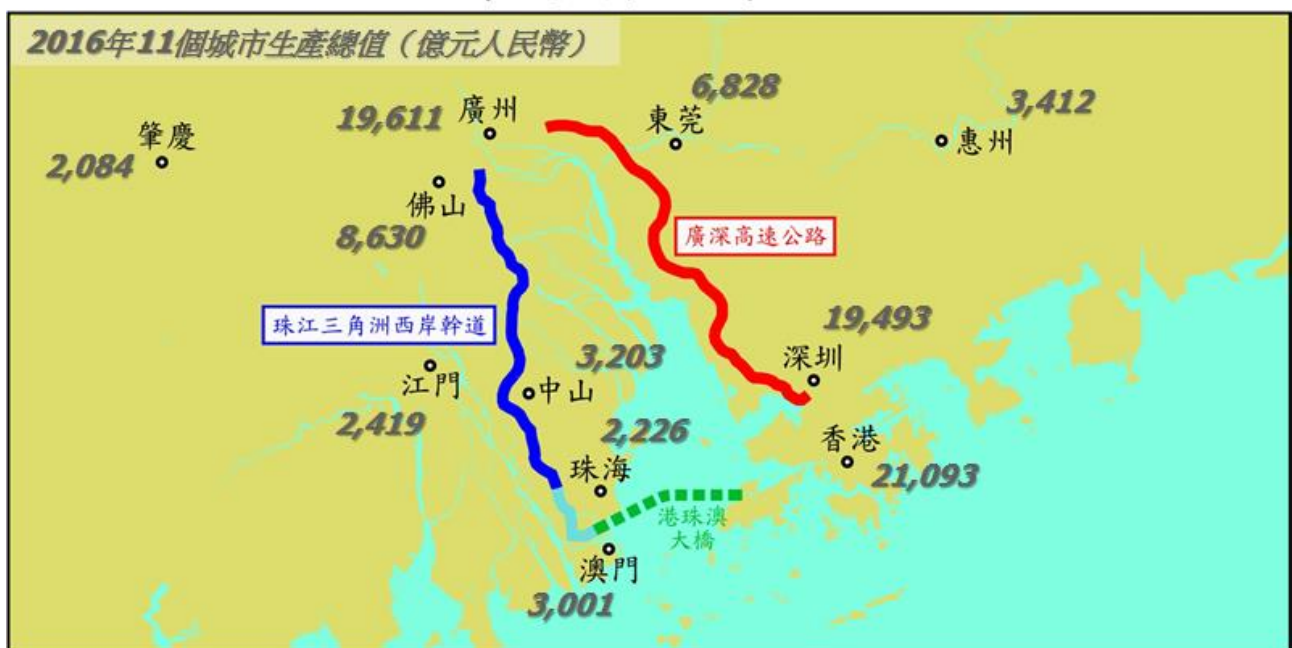 2016年11個城市生產總值（億元人民幣）
6,828
19,611
廣州
東莞
3,412
肇慶
2,084
惠州
佛山
8,630
廣深高速公路
珠江三角洲西岸幹道
19,493
3,203
深圳
江門
中山
2,419
2,226
香港
21,093
珠海
港珠澳
大橋
澳門
3,001